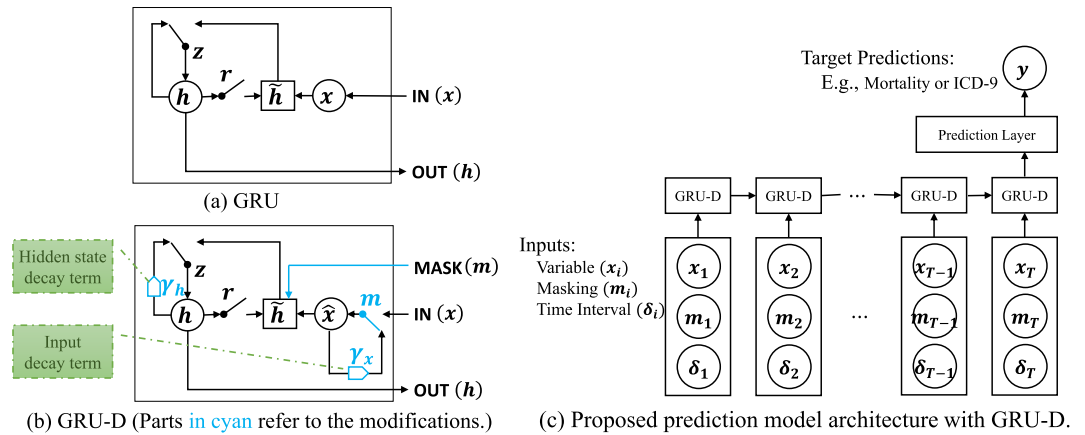 z
r
h
h̃
x
IN (x)
OUT (h)
(a) GRU
Hidden state
decay term
Input
decay term
γh
z
r
h
h̃
x̂
m
γx
MASK(m)
IN (x)
OUT (h)
(b) GRU-D (Parts in cyan refer to the modifications.)
Target Predictions:
E.g., Mortality or ICD-9
y
Prediction Layer
GRU-D
GRU-D
...
GRU-D
GRU-D
Inputs:
Variable (xi)
Masking (mi)
Time Interval (δi)
x1
x2
xT−1
xT
m1
m2
...
mT−1
mT
δ1
δ2
δT−1
δT
(c) Proposed prediction model architecture with GRU-D.